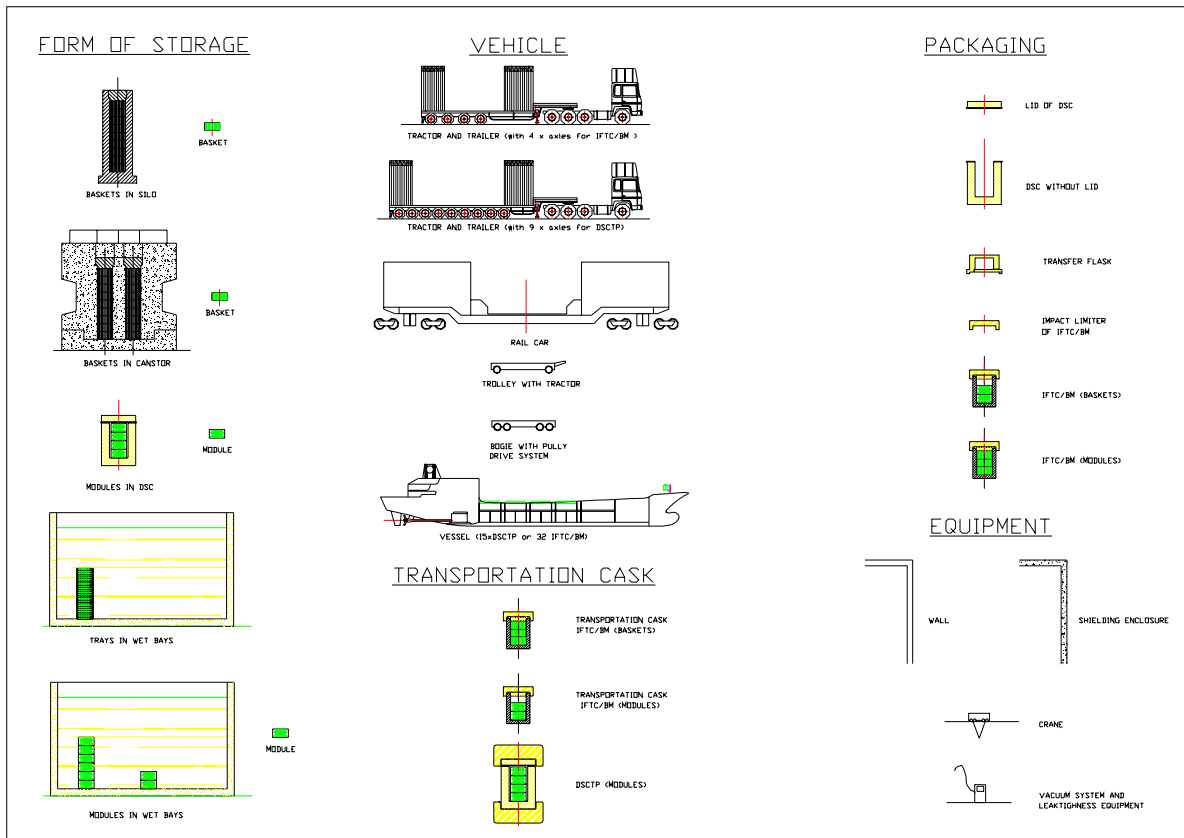 FORM OF STORAGE
BASKET
BASKETS IN SILO
BASKET
BASKETS IN CANSTOR
MODULE
MODULES IN DSC
TRAYS IN WET BAYS
MODULE
MODULES IN WET BAYS
VEHICLE
TRACTOR AND TRAILER (with 4 x axles for IFTC/BM )
TRACTOR AND TRAILER (with 9 x axles for DSCTP)
RAIL CAR
TROLLEY WITH TRACTOR
BOGIE WITH PULLY
DRIVE SYSTEM
VESSEL (15xDSCTP or 32 IFTC/BM)
TRANSPORTATION CASK
TRANSPORTATION CASK
IFTC/BM (BASKETS)
TRANSPORTATION CASK
IFTC/BM (MODULES)
DSCTP (MODULES)
PACKAGING
LID OF DSC
DSC WITHOUT LID
TRANSFER FLASK
IMPACT LIMITER
OF IFTC/BM
IFTC/BM (BASKETS)
IFTC/BM (MODULES)
EQUIPMENT
WALL
SHIELDING ENCLOSURE
CRANE
VACUUM SYSTEM AND
LEAKTIGHNESS EQUIPMENT